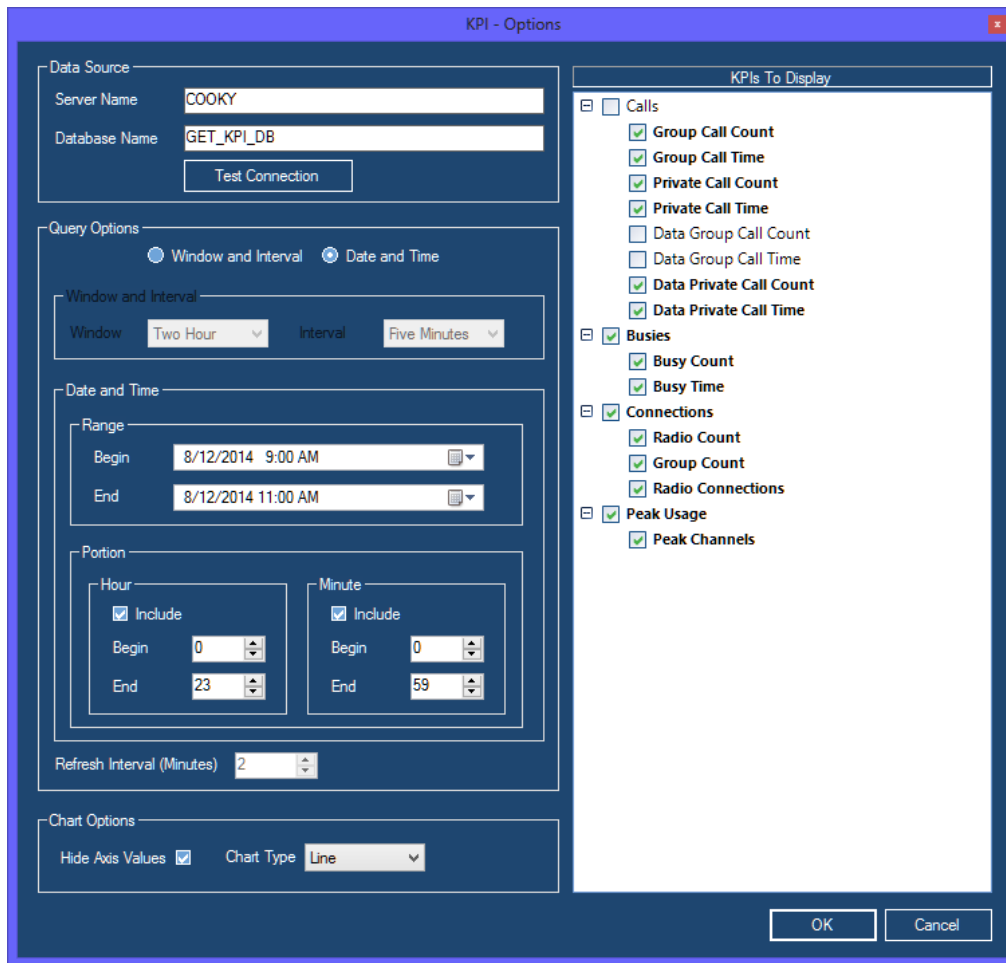 KPI - Options
x
Data Source
Server Name COOKY
Database Name GET_KPI_DB
Test Connection
Query Options
Window and Interval Date and Time
Window and Interval
Window Two Hour Interval Five Minutes
Date and Time
Range
Begin 8/12/2014 9:00 AM
End 8/12/2014 11:00 AM
Portion
Hour Minute
Include Include
Begin 0 Begin 0
End 23 End 59
Refresh Interval (Minutes) 2
Chart Options
Hide Axis Values Chart Type Line
KPIs To Display
Calls
Group Call Count
Group Call Time
Private Call Count
Private Call Time
Data Group Call Count
Data Group Call Time
Data Private Call Count
Data Private Call Time
Busies
Busy Count
Busy Time
Connections
Radio Count
Group Count
Radio Connections
Peak Usage
Peak Channels
OK Cancel